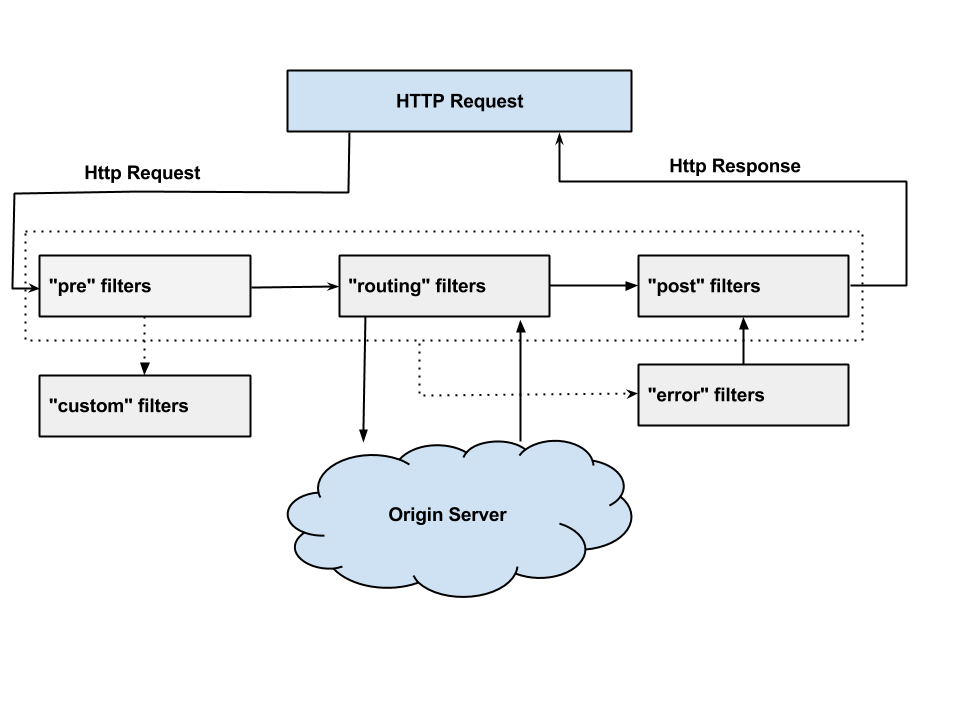 HTTP Request
Http Request
Http Response
"pre" filters
"routing" filters
"post" filters
"custom" filters
"error" filters
Origin Server